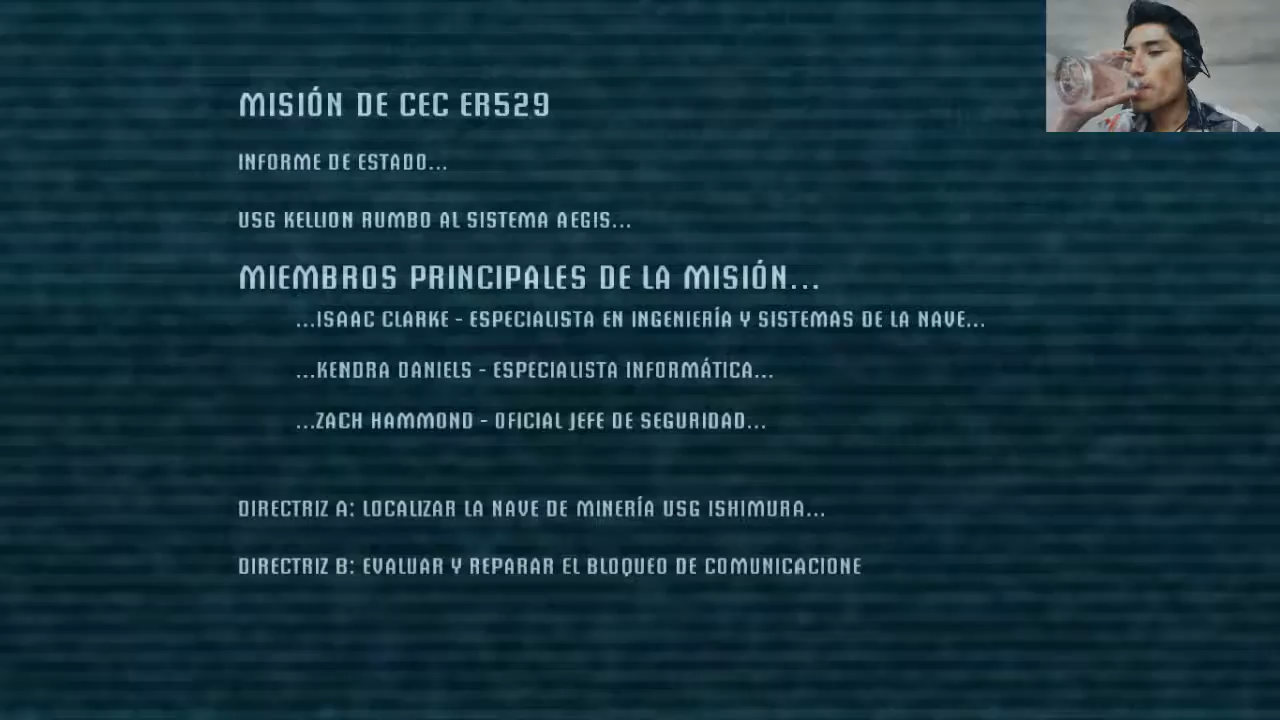 MISIÓN DE CEC ER529
INFORME DE ESTADO...
USG KELLION RUMBO AL SISTEMA AEGIS...
MIEMBROS PRINCIPALES DE LA MISIÓN...
...ISAAC CLARKE - ESPECIALISTA EN INGENIERÍA Y SISTEMAS DE LA NAVE...
...KENDRA DANIELS - ESPECIALISTA INFORMÁTICA...
...ZACH HAMMOND - OFICIAL JEFE DE SEGURIDAD...
DIRECTRIZ A: LOCALIZAR LA NAVE DE MINERÍA USG ISHIMURA...
DIRECTRIZ B: EVALUAR Y REPARAR EL BLOQUEO DE COMUNICACIONE